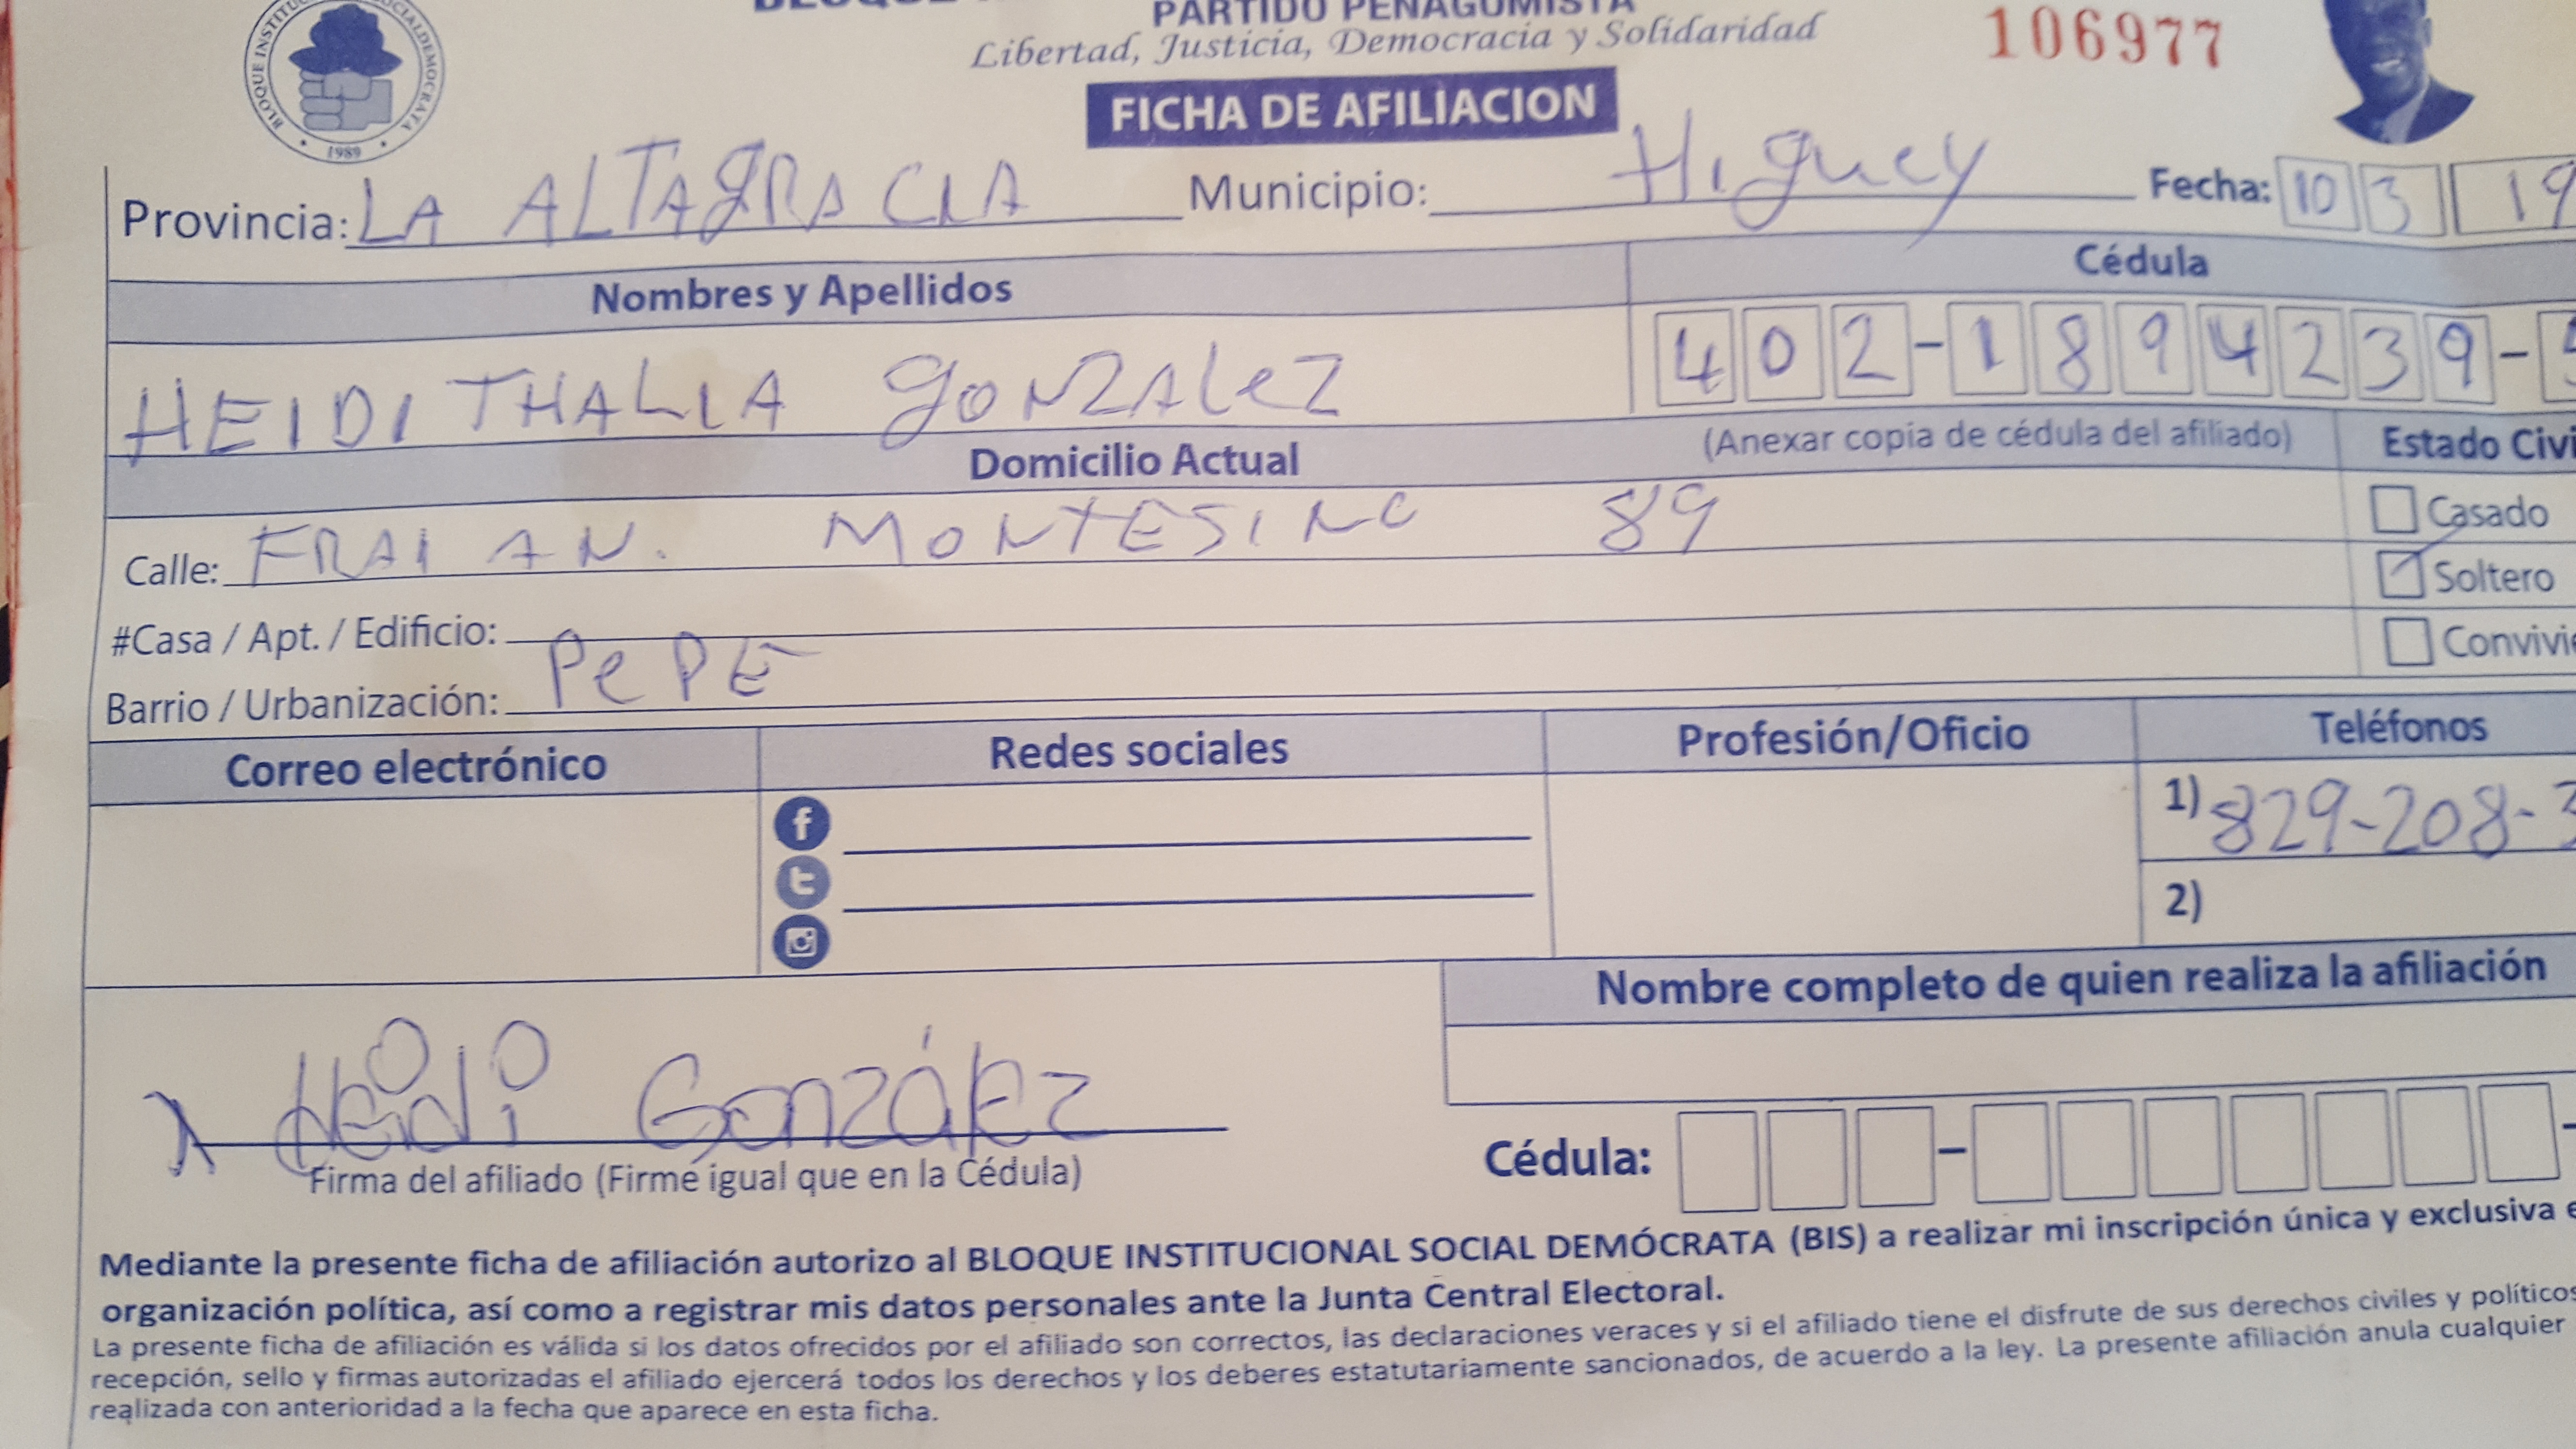 PARTIDO PEÑAGOMISTA
Libertad, Justicia, Democracia y Solidaridad
106977
BLOQUE INSTITUCIONAL SOCIALDEMOCRATA
1989
FICHA DE AFILIACION
Provincia: LA ALTAgRACIA Municipio: Higuey Fecha: 10 3 19
Nombres y Apellidos Cédula
HEIDI THALIA gONZAleZ 402-1894239-
Domicilio Actual (Anexar copia de cédula del afiliado) Estado Civi
Calle: FRAI AN. MONTESINO 89 Casado
Soltero
#Casa / Apt. / Edificio: Convivie
Barrio / Urbanización: PePE
Correo electrónico Redes sociales Profesión/Oficio Teléfonos
1) 829-208-3
2)
Nombre completo de quien realiza la afiliación
X Heidi González
Firma del afiliado (Firme igual que en la Cédula) Cédula: -
Mediante la presente ficha de afiliación autorizo al BLOQUE INSTITUCIONAL SOCIAL DEMÓCRATA (BIS) a realizar mi inscripción única y exclusiva e
organización política, así como a registrar mis datos personales ante la Junta Central Electoral.
La presente ficha de afiliación es válida si los datos ofrecidos por el afiliado son correctos, las declaraciones veraces y si el afiliado tiene el disfrute de sus derechos civiles y políticos
recepción, sello y firmas autorizadas el afiliado ejercerá todos los derechos y los deberes estatutariamente sancionados, de acuerdo a la ley. La presente afiliación anula cualquier
realizada con anterioridad a la fecha que aparece en esta ficha.